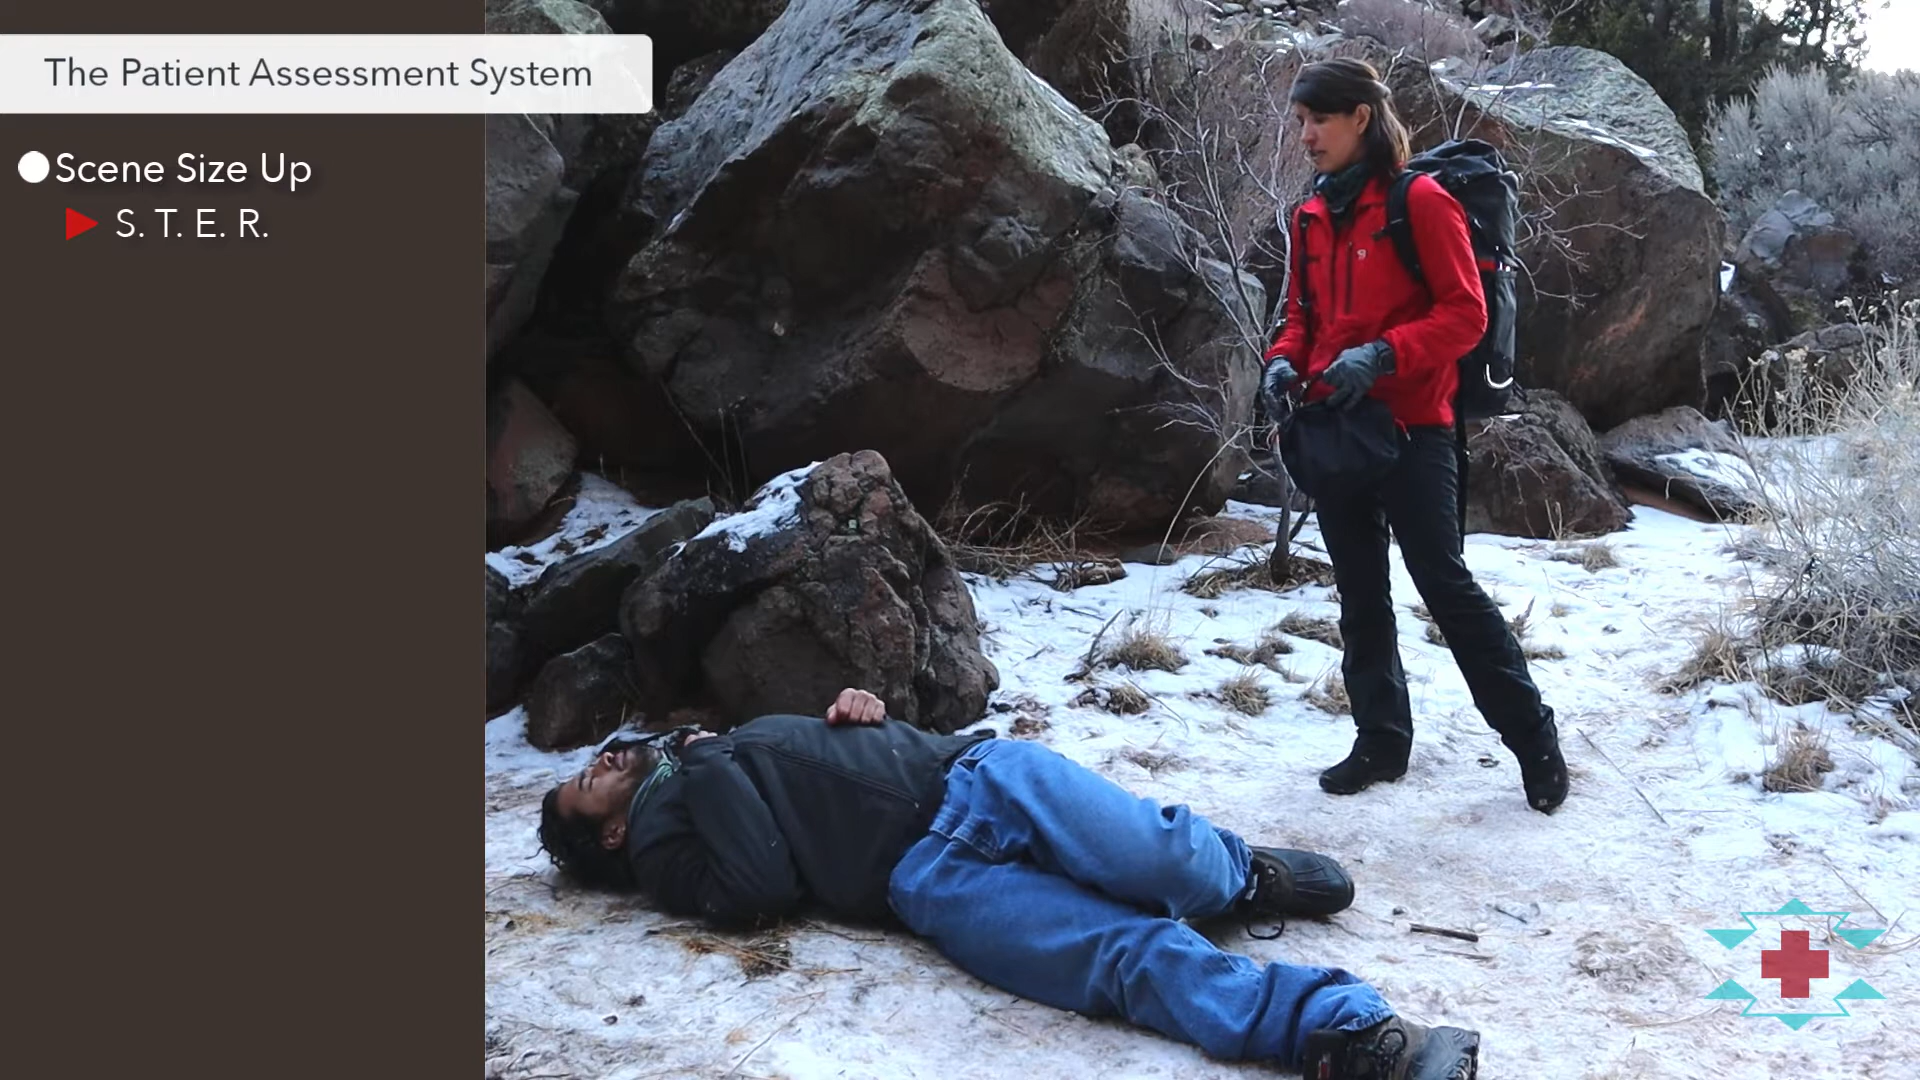 The Patient Assessment System
Scene Size Up
S. T. E. R.